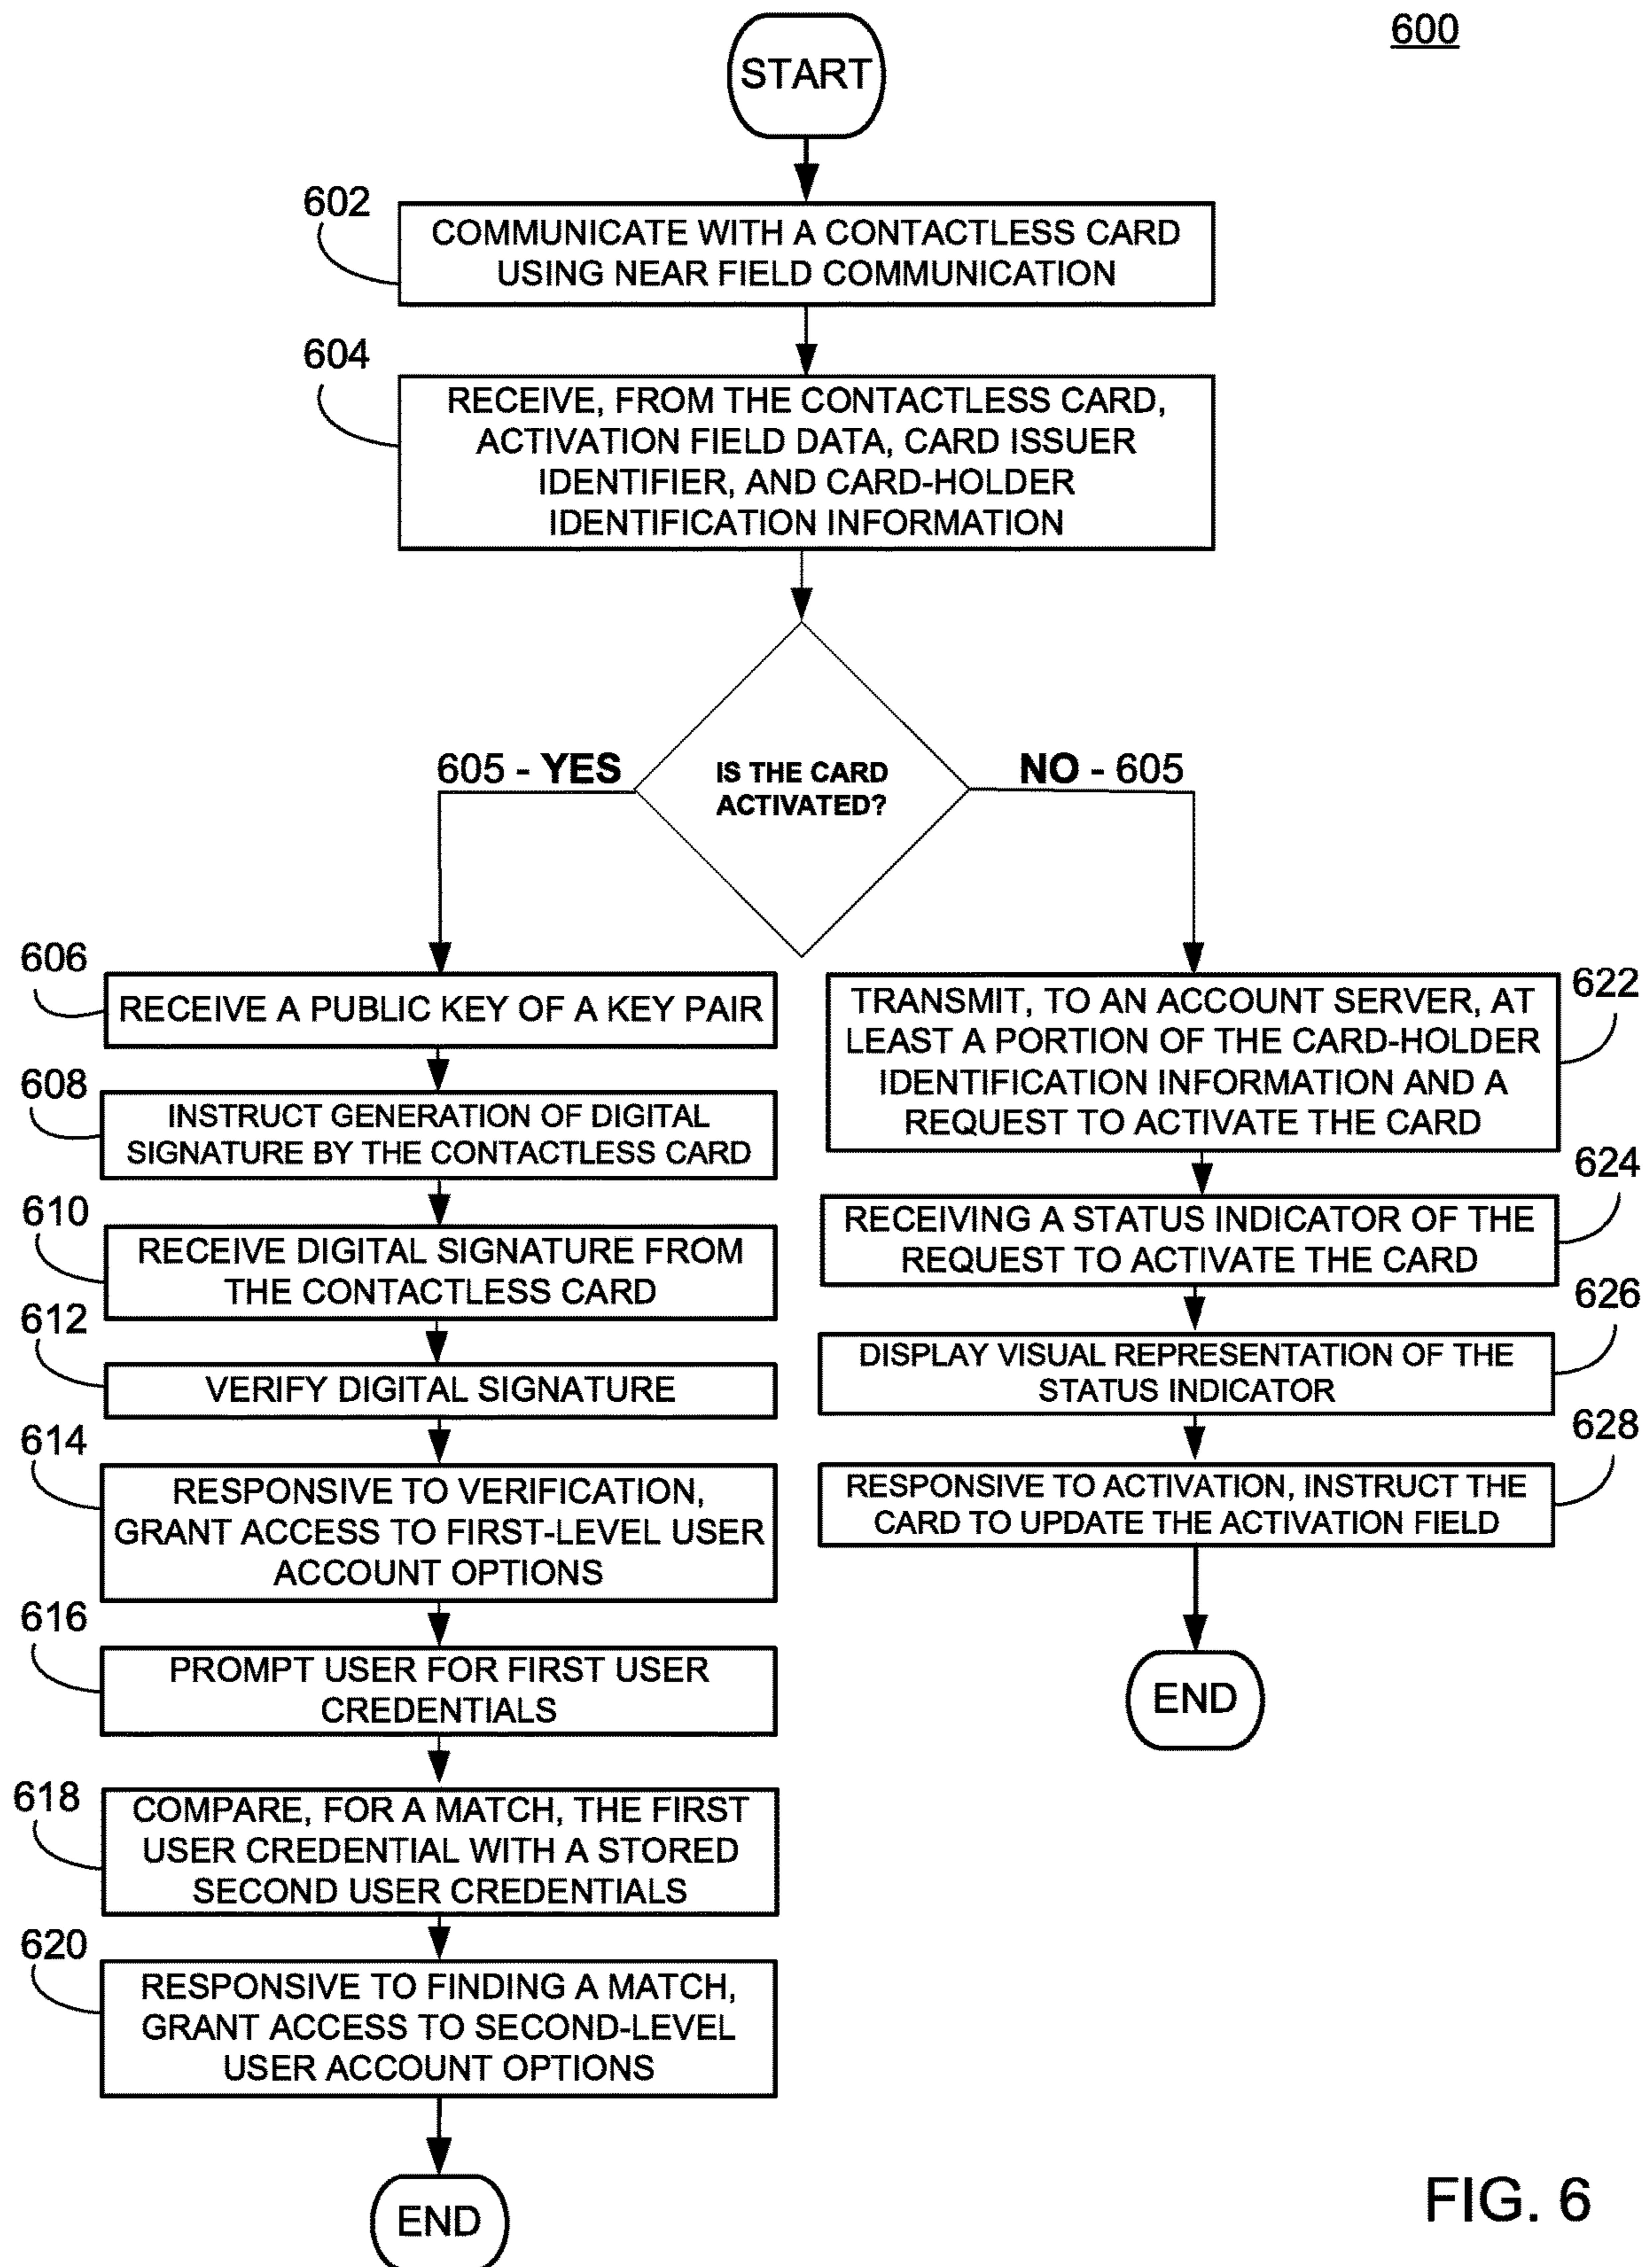 600
START
602
COMMUNICATE WITH A CONTACTLESS CARD
USING NEAR FIELD COMMUNICATION
604
RECEIVE, FROM THE CONTACTLESS CARD,
ACTIVATION FIELD DATA, CARD ISSUER
IDENTIFIER, AND CARD-HOLDER
IDENTIFICATION INFORMATION
605 - YES
IS THE CARD
ACTIVATED?
NO - 605
606
RECEIVE A PUBLIC KEY OF A KEY PAIR
608
INSTRUCT GENERATION OF DIGITAL
SIGNATURE BY THE CONTACTLESS CARD
610
RECEIVE DIGITAL SIGNATURE FROM
THE CONTACTLESS CARD
612
VERIFY DIGITAL SIGNATURE
614
RESPONSIVE TO VERIFICATION,
GRANT ACCESS TO FIRST-LEVEL USER
ACCOUNT OPTIONS
616
PROMPT USER FOR FIRST USER
CREDENTIALS
618
COMPARE, FOR A MATCH, THE FIRST
USER CREDENTIAL WITH A STORED
SECOND USER CREDENTIALS
620
RESPONSIVE TO FINDING A MATCH,
GRANT ACCESS TO SECOND-LEVEL
USER ACCOUNT OPTIONS
END
622
TRANSMIT, TO AN ACCOUNT SERVER, AT
LEAST A PORTION OF THE CARD-HOLDER
IDENTIFICATION INFORMATION AND A
REQUEST TO ACTIVATE THE CARD
624
RECEIVING A STATUS INDICATOR OF THE
REQUEST TO ACTIVATE THE CARD
626
DISPLAY VISUAL REPRESENTATION OF THE
STATUS INDICATOR
628
RESPONSIVE TO ACTIVATION, INSTRUCT THE
CARD TO UPDATE THE ACTIVATION FIELD
END
FIG. 6